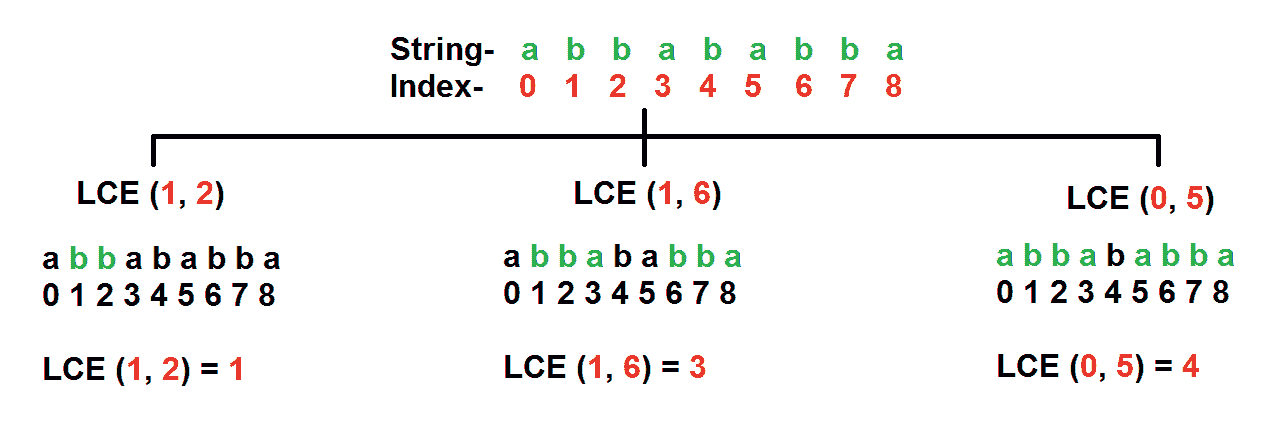 String- a b b a b a b b a
Index- 0 1 2 3 4 5 6 7 8
LCE (1, 2)
a b b a b a b b a
0 1 2 3 4 5 6 7 8
LCE (1, 2) = 1
LCE (1, 6)
a b b a b a b b a
0 1 2 3 4 5 6 7 8
LCE (1, 6) = 3
LCE (0, 5)
a b b a b a b b a
0 1 2 3 4 5 6 7 8
LCE (0, 5) = 4